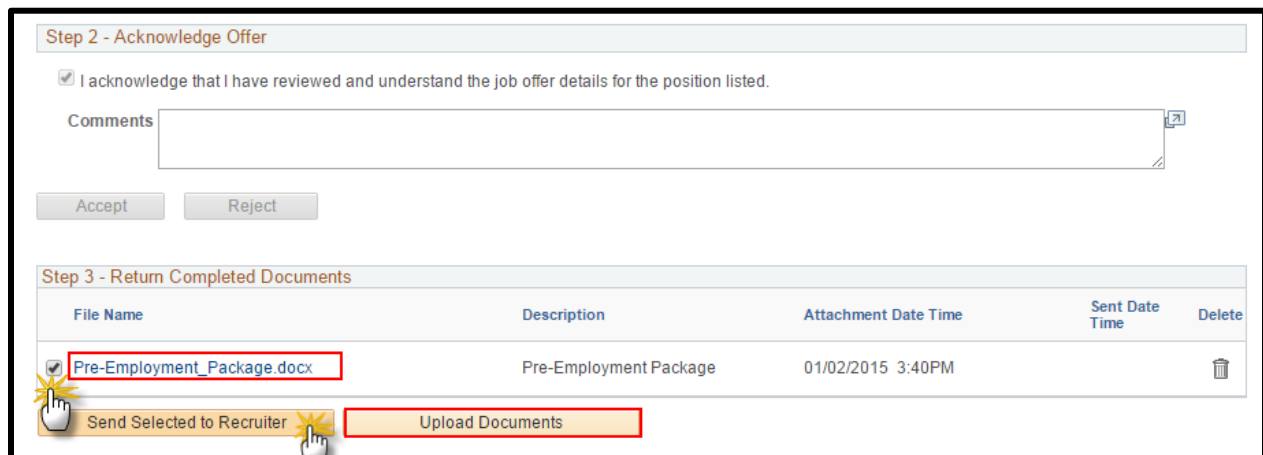 Step 2 - Acknowledge Offer
I acknowledge that I have reviewed and understand the job offer details for the position listed.
Comments
Accept Reject
Step 3 - Return Completed Documents
File Name Description Attachment Date Time Sent Date Time Delete
Pre-Employment_Package.docx Pre-Employment Package 01/02/2015 3:40PM
Send Selected to Recruiter Upload Documents